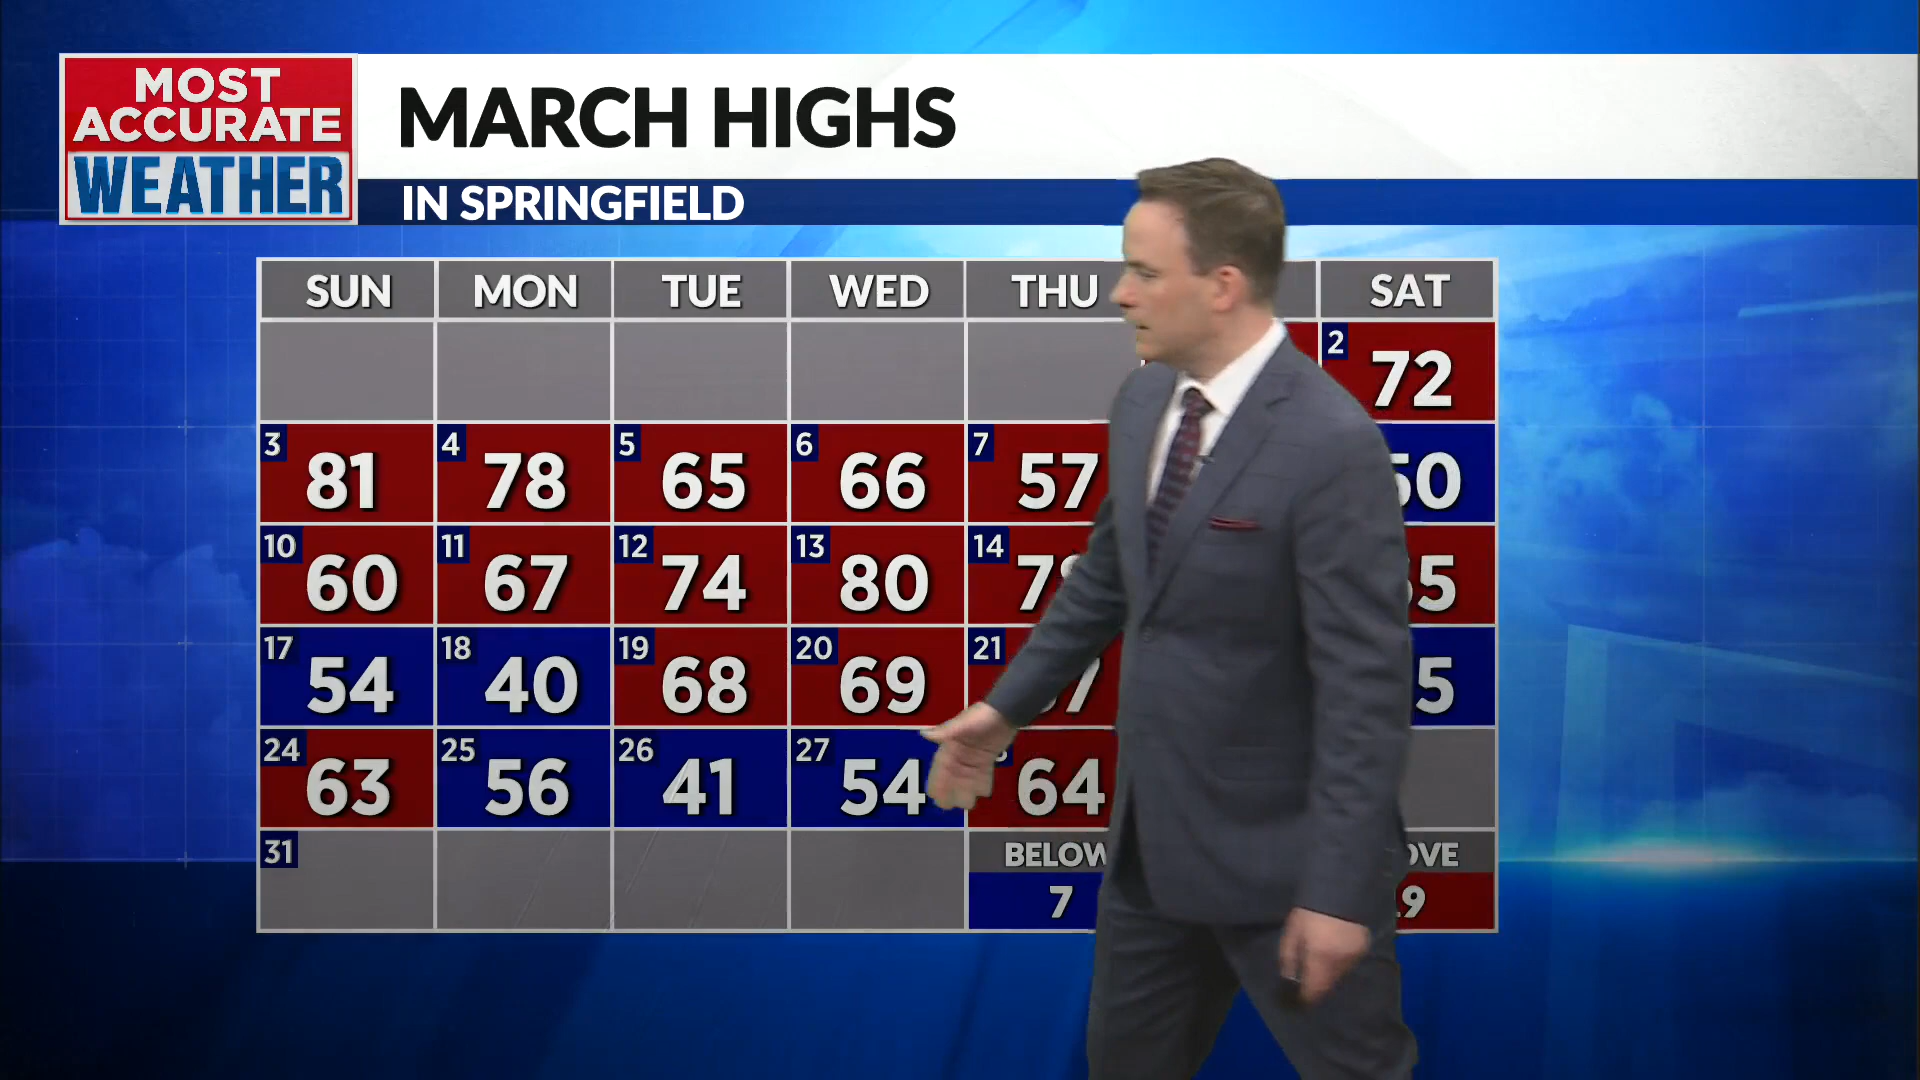 MOST
ACCURATE
WEATHER
MARCH HIGHS
IN SPRINGFIELD
SUN MON TUE WED THU SAT
2 72
3 81 4 78 5 65 6 66 7 57
10 60 11 67 12 74 13 80 14
17 54 18 40 19 68 20 69 21
24 63 25 56 26 41 27 54 64
31 BELOW
7